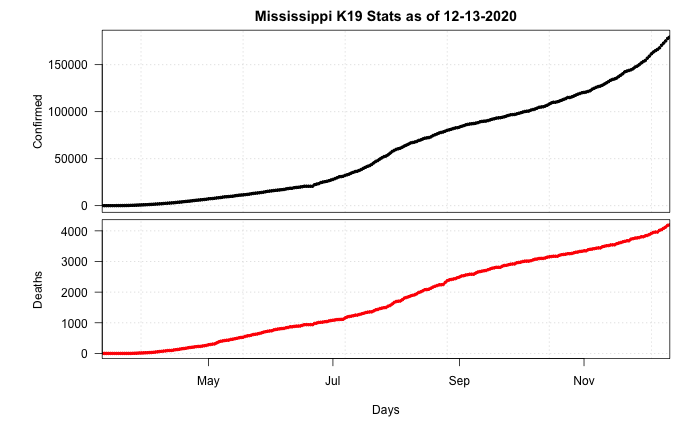 Mississippi K19 Stats as of 12-13-2020
Confirmed
150000
100000
50000
0
Deaths
4000
3000
2000
1000
0
May Jul Sep Nov
Days